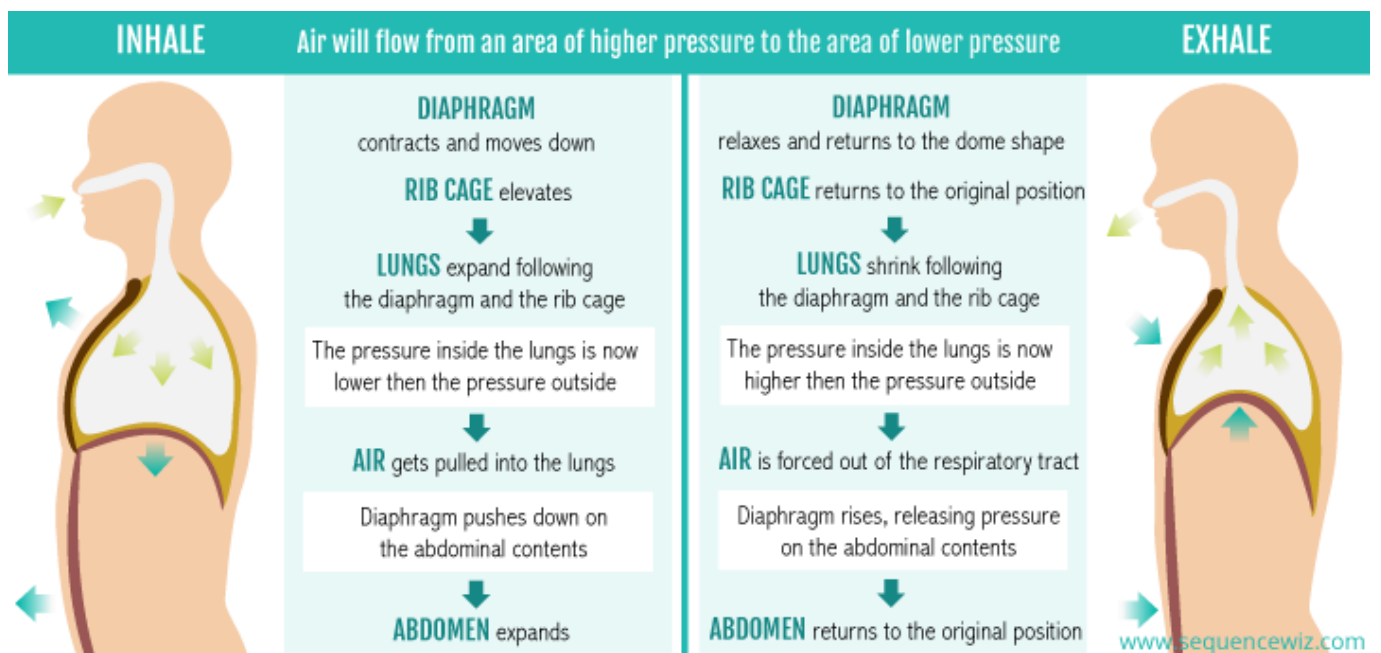 INHALE
Air will flow from an area of higher pressure to the area of lower pressure
EXHALE
DIAPHRAGM
contracts and moves down
RIB CAGE elevates
LUNGS expand following
the diaphragm and the rib cage
The pressure inside the lungs is now
lower then the pressure outside
AIR gets pulled into the lungs
Diaphragm pushes down on
the abdominal contents
ABDOMEN expands
DIAPHRAGM
relaxes and returns to the dome shape
RIB CAGE returns to the original position
LUNGS shrink following
the diaphragm and the rib cage
The pressure inside the lungs is now
higher then the pressure outside
AIR is forced out of the respiratory tract
Diaphragm rises, releasing pressure
on the abdominal contents
ABDOMEN returns to the original position
www.sequencewiz.com